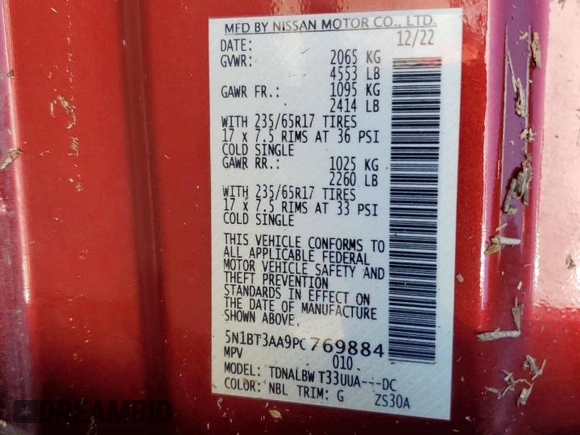 MFD BY NISSAN MOTOR CO., LTD.
DATE: 12/22
GVWR: 2065 KG
4553 LB
GAWR FR.: 1095 KG
2414 LB
WITH 235/65R17 TIRES
17 x 7.5 RIMS AT 36 PSI
COLD SINGLE
GAWR RR.: 1025 KG
2260 LB
WITH 235/65R17 TIRES
17 x 7.5 RIMS AT 33 PSI
COLD SINGLE
THIS VEHICLE CONFORMS TO
ALL APPLICABLE FEDERAL
MOTOR VEHICLE SAFETY AND
THEFT PREVENTION
STANDARDS IN EFFECT ON
THE DATE OF MANUFACTURE
SHOWN ABOVE.
5N1BT3AA9PC769884
MPV 010
MODEL: TDNALBW T33UUA---DC
COLOR: NBL TRIM: G ZS30A
DREAMBID